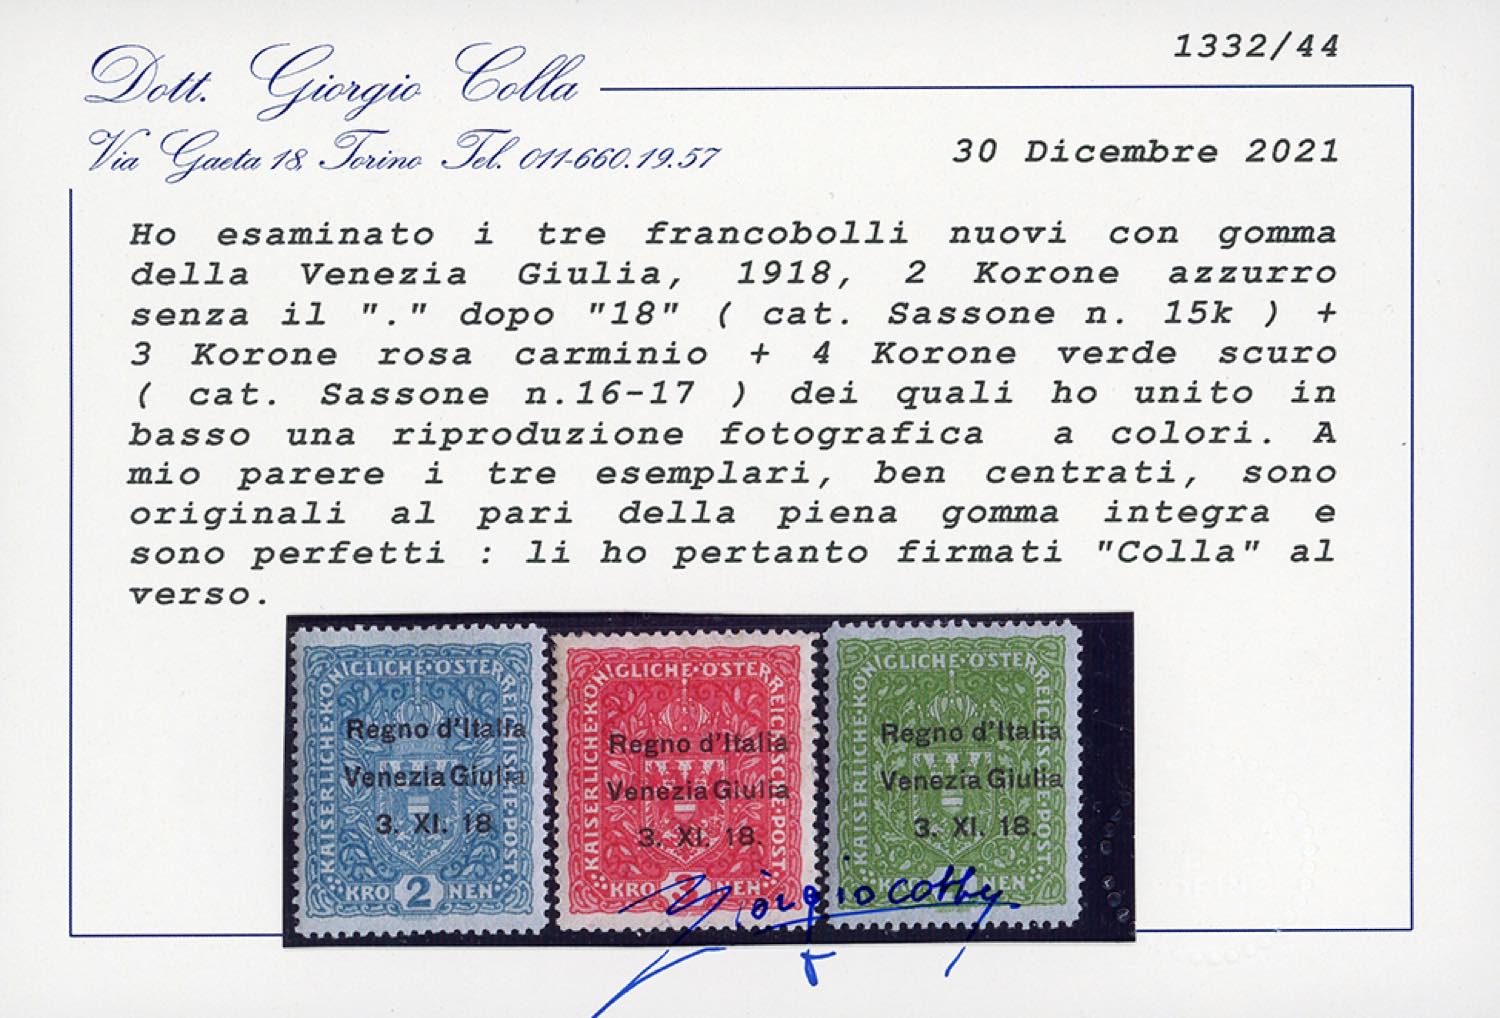 1332/44
Dott. Giorgio Colla
Via Gaeta 18, Torino Tel. 011-660.19.57
30 Dicembre 2021
Ho esaminato i tre francobolli nuovi con gomma
della Venezia Giulia, 1918, 2 Korone azzurro
senza il "." dopo "18" ( cat. Sassone n. 15k ) +
3 Korone rosa carminio + 4 Korone verde scuro
( cat. Sassone n.16-17 ) dei quali ho unito in
basso una riproduzione fotografica a colori. A
mio parere i tre esemplari, ben centrati, sono
originali al pari della piena gomma integra e
sono perfetti : li ho pertanto firmati "Colla" al
verso.
KAISERLICHE·KÖNIGLICHE·ÖSTERREICHISCHE·POST
Regno d'Italia
Venezia Giulia
3. XI. 18
KRO 2 NEN
KAISERLICHE·KÖNIGLICHE·ÖSTERREICHISCHE·POST
Regno d'Italia
Venezia Giulia
3. XI. 18.
KRO 3 NEN
KAISERLICHE·KÖNIGLICHE·ÖSTERREICHISCHE·POST
Regno d'Italia
Venezia Giulia
3. XI. 18.
NEN